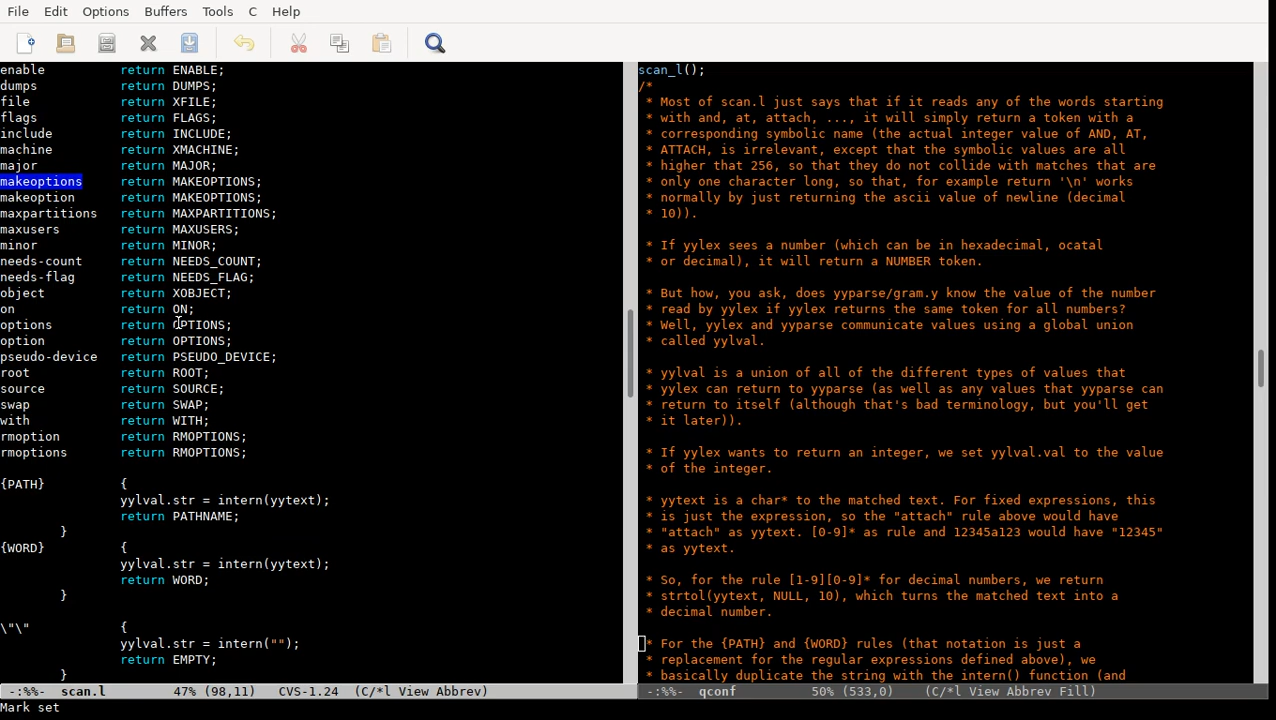 File Edit Options Buffers Tools C Help
enable return ENABLE;
dumps return DUMPS;
file return XFILE;
flags return FLAGS;
include return INCLUDE;
machine return XMACHINE;
major return MAJOR;
makeoptions return MAKEOPTIONS;
makeoption return MAKEOPTIONS;
maxpartitions return MAXPARTITIONS;
maxusers return MAXUSERS;
minor return MINOR;
needs-count return NEEDS_COUNT;
needs-flag return NEEDS_FLAG;
object return XOBJECT;
on return ON;
options return OPTIONS;
option return OPTIONS;
pseudo-device return PSEUDO_DEVICE;
root return ROOT;
source return SOURCE;
swap return SWAP;
with return WITH;
rmoption return RMOPTIONS;
rmoptions return RMOPTIONS;
{PATH} {
yylval.str = intern(yytext);
return PATHNAME;
}
{WORD} {
yylval.str = intern(yytext);
return WORD;
}
\"\" {
yylval.str = intern("");
return EMPTY;
}
-:%%- scan.l 47% (98,11) CVS-1.24 (C/*l View Abbrev)
scan_l();
/*
* Most of scan.l just says that if it reads any of the words starting
* with and, at, attach, ..., it will simply return a token with a
* corresponding symbolic name (the actual integer value of AND, AT,
* ATTACH, is irrelevant, except that the symbolic values are all
* higher that 256, so that they do not collide with matches that are
* only one character long, so that, for example return '\n' works
* normally by just returning the ascii value of newline (decimal
* 10)).
* If yylex sees a number (which can be in hexadecimal, ocatal
* or decimal), it will return a NUMBER token.
* But how, you ask, does yyparse/gram.y know the value of the number
* read by yylex if yylex returns the same token for all numbers?
* Well, yylex and yyparse communicate values using a global union
* called yylval.
* yylval is a union of all of the different types of values that
* yylex can return to yyparse (as well as any values that yyparse can
* return to itself (although that's bad terminology, but you'll get
* it later)).
* If yylex wants to return an integer, we set yylval.val to the value
* of the integer.
* yytext is a char* to the matched text. For fixed expressions, this
* is just the expression, so the "attach" rule above would have
* "attach" as yytext. [0-9]* as rule and 12345a123 would have "12345"
* as yytext.
* So, for the rule [1-9][0-9]* for decimal numbers, we return
* strtol(yytext, NULL, 10), which turns the matched text into a
* decimal number.
* For the {PATH} and {WORD} rules (that notation is just a
* replacement for the regular expressions defined above), we
* basically duplicate the string with the intern() function (and
-:%%- qconf 50% (533,0) (C/*l View Abbrev Fill)
Mark set